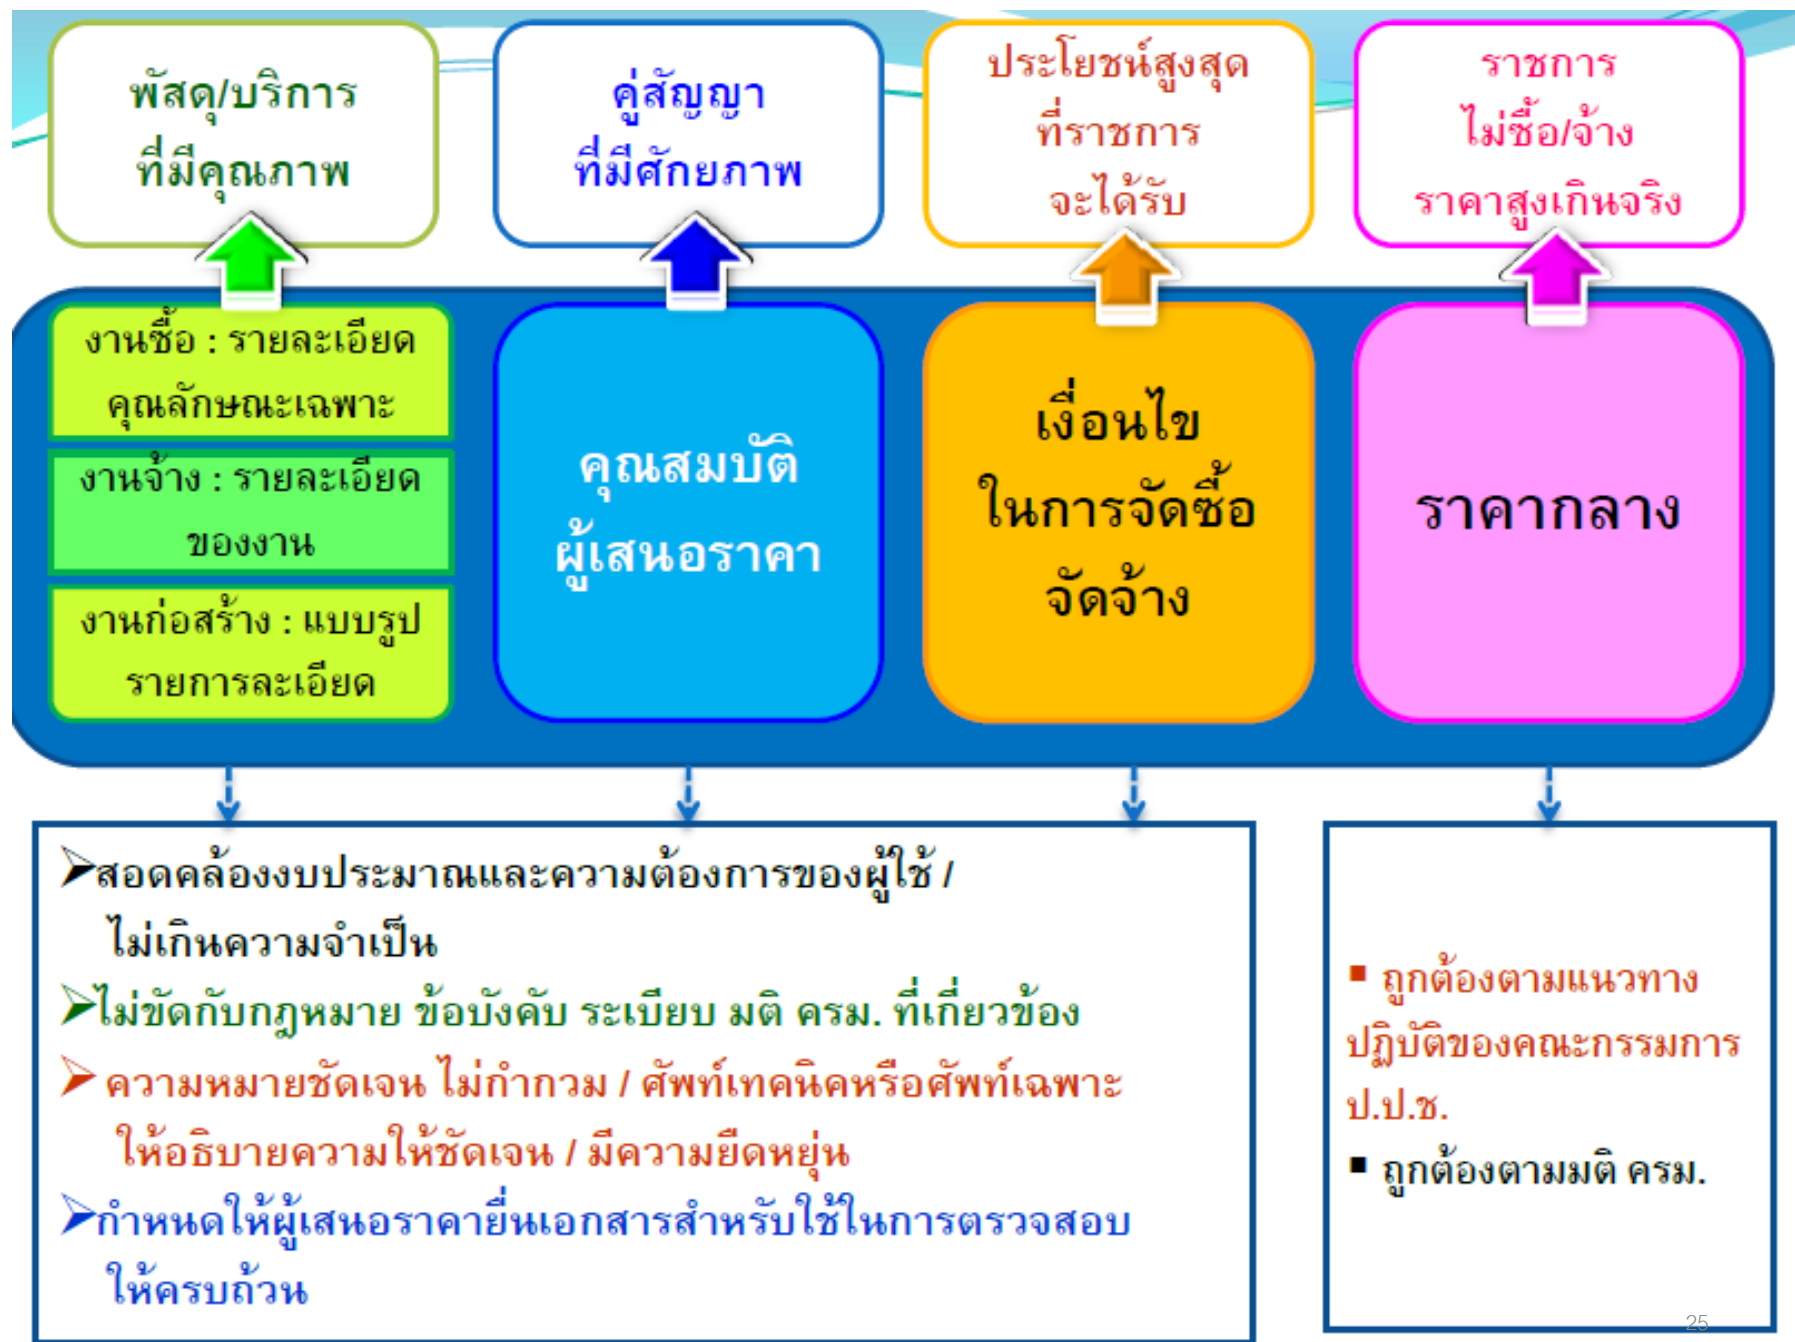 พัสดุ/บริการ
ที่มีคุณภาพ
คู่สัญญา
ที่มีศักยภาพ
ประโยชน์สูงสุด
ที่ราชการ
จะได้รับ
ราชการ
ไม่ซื้อ/จ้าง
ราคาสูงเกินจริง
งานซื้อ : รายละเอียด
คุณลักษณะเฉพาะ
งานจ้าง : รายละเอียด
ของงาน
งานก่อสร้าง : แบบรูป
รายการละเอียด
คุณสมบัติ
ผู้เสนอราคา
เงื่อนไข
ในการจัดซื้อ
จัดจ้าง
ราคากลาง
➢สอดคล้องงบประมาณและความต้องการของผู้ใช้ /
ไม่เกินความจำเป็น
➢ไม่ขัดกับกฎหมาย ข้อบังคับ ระเบียบ มติ ครม. ที่เกี่ยวข้อง
➢ ความหมายชัดเจน ไม่กำกวม / ศัพท์เทคนิคหรือศัพท์เฉพาะ
ให้อธิบายความให้ชัดเจน / มีความยืดหยุ่น
➢กำหนดให้ผู้เสนอราคายื่นเอกสารสำหรับใช้ในการตรวจสอบ
ให้ครบถ้วน
▪ ถูกต้องตามแนวทาง
ปฏิบัติของคณะกรรมการ
ป.ป.ช.
▪ ถูกต้องตามมติ ครม.
25